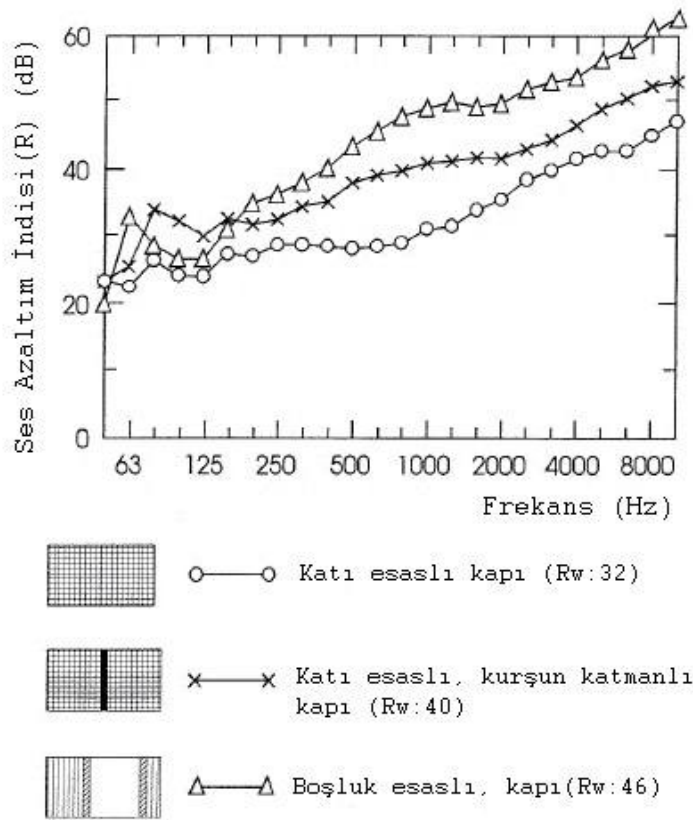 Ses Azaltım İndisi(R) (dB)
60
40
20
0
63 125 250 500 1000 2000 4000 8000
Frekans (Hz)
Katı esaslı kapı (Rw:32)
Katı esaslı, kurşun katmanlı
kapı (Rw:40)
Boşluk esaslı, kapı(Rw:46)